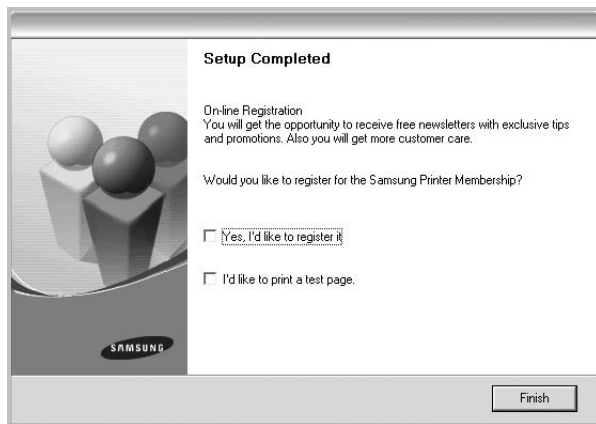 Setup Completed
On-line Registration
You will get the opportunity to receive free newsletters with exclusive tips
and promotions. Also you will get more customer care.
Would you like to register for the Samsung Printer Membership?
Yes, I'd like to register it
I'd like to print a test page.
SAMSUNG
Finish